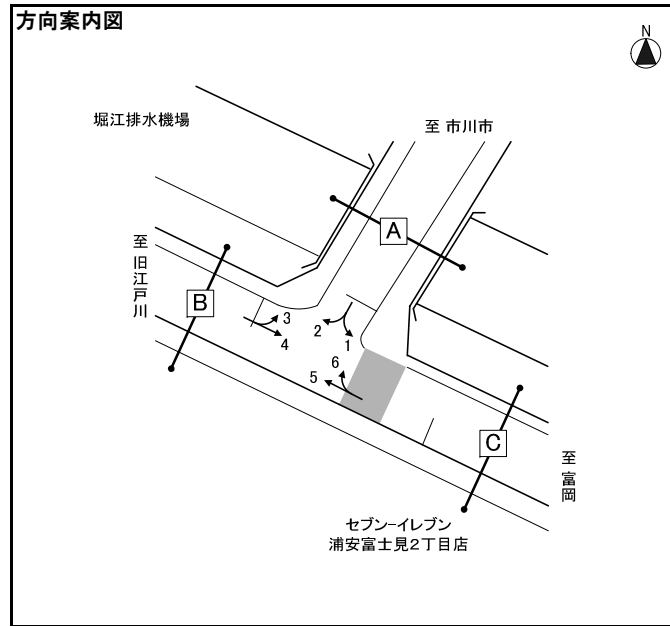 方向案内図
N
堀江排水機場
至 市川市
A
至旧江戸川
B
3
4
2
1
6
5
C
至富岡
セブン-イレブン
浦安富士見2丁目店